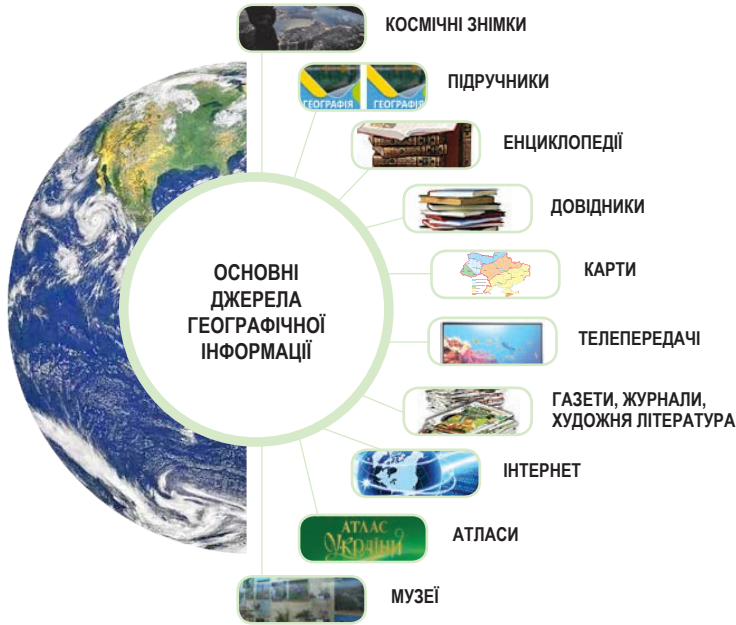 КОСМІЧНІ ЗНІМКИ
ГЕОГРАФІЯ ГЕОГРАФІЯ
ПІДРУЧНИКИ
ЕНЦИКЛОПЕДІЇ
ДОВІДНИКИ
ОСНОВНІ
ДЖЕРЕЛА
ГЕОГРАФІЧНОЇ
ІНФОРМАЦІЇ
КАРТИ
ТЕЛЕПЕРЕДАЧІ
ГАЗЕТИ, ЖУРНАЛИ,
ХУДОЖНЯ ЛІТЕРАТУРА
ІНТЕРНЕТ
АТЛАС
УКРАЇНИ
АТЛАСИ
МУЗЕЇ